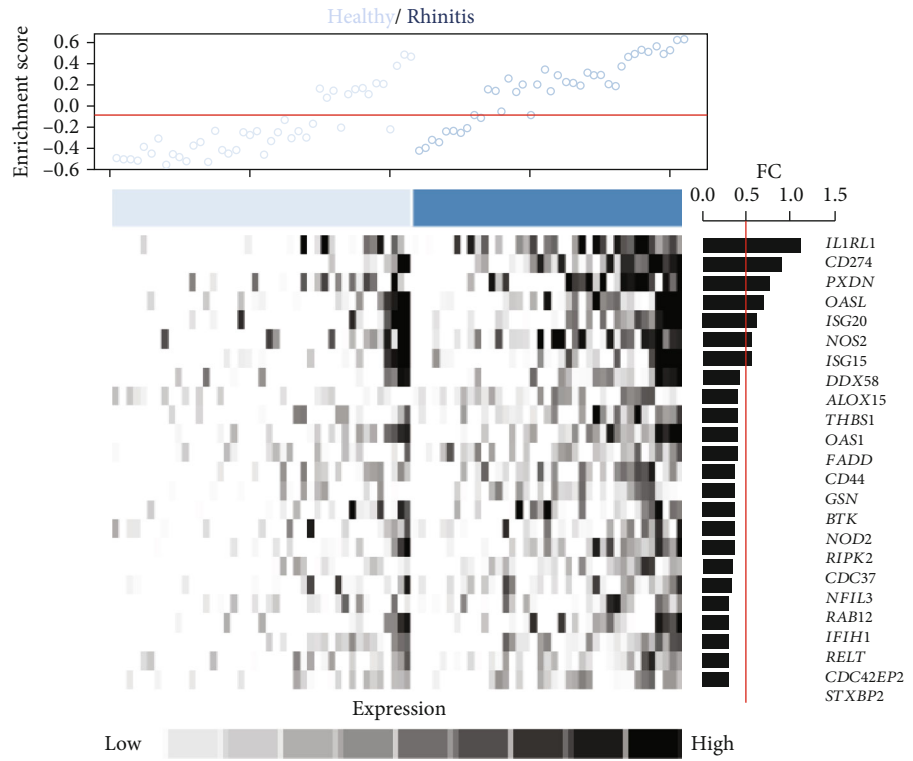 Healthy/ Rhinitis
Enrichment score
0.6
0.4
0.2
0.0
−0.2
−0.4
−0.6
FC
0.0 0.5 1.0 1.5
IL1RL1
CD274
PXDN
OASL
ISG20
NOS2
ISG15
DDX58
ALOX15
THBS1
OAS1
FADD
CD44
GSN
BTK
NOD2
RIPK2
CDC37
NFIL3
RAB12
IFIH1
RELT
CDC42EP2
STXBP2
Expression
Low High